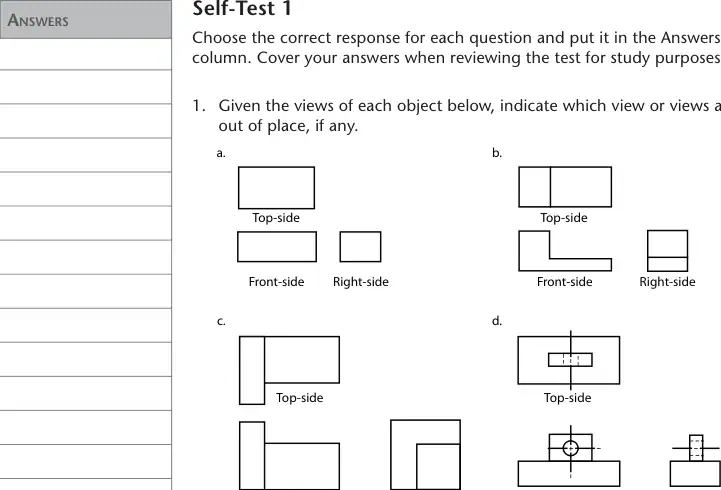 ANSWERS
Self-Test 1
Choose the correct response for each question and put it in the Answers
column. Cover your answers when reviewing the test for study purposes
1. Given the views of each object below, indicate which view or views a
out of place, if any.
a.
b.
Top-side
Top-side
Front-side Right-side
Front-side Right-side
c.
d.
Top-side
Top-side